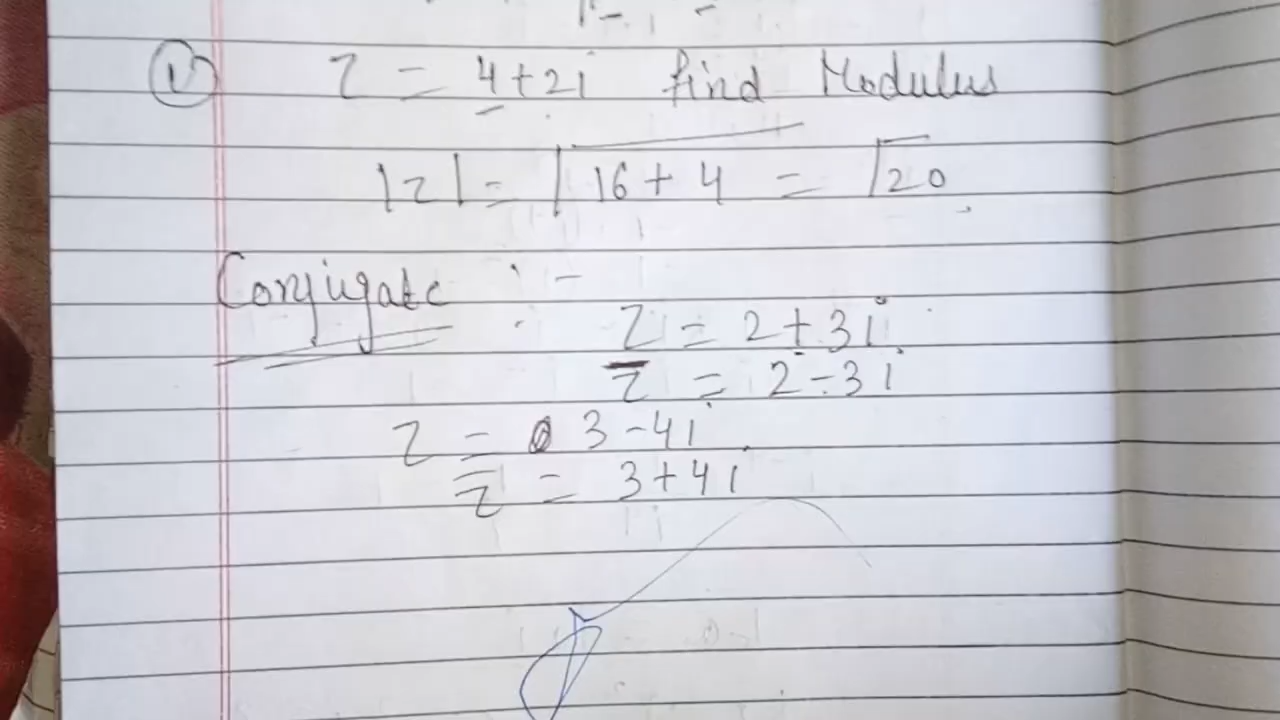 ① z = 4+2i find Modulus
|z| = √16+4 = √20
Conjugate :-
z = 2+3i
z̅ = 2-3i
z = 3-4i
z̅ = 3+4i